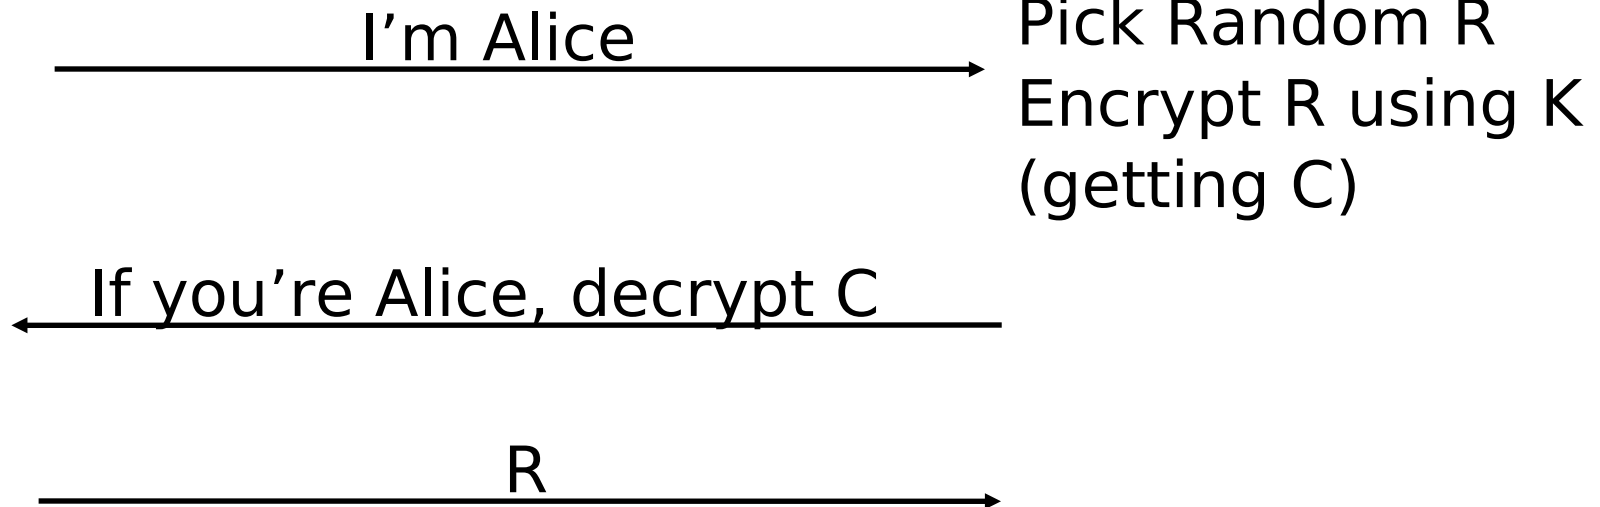 I’m Alice
Pick Random R
Encrypt R using K
(getting C)
If you’re Alice, decrypt C
R